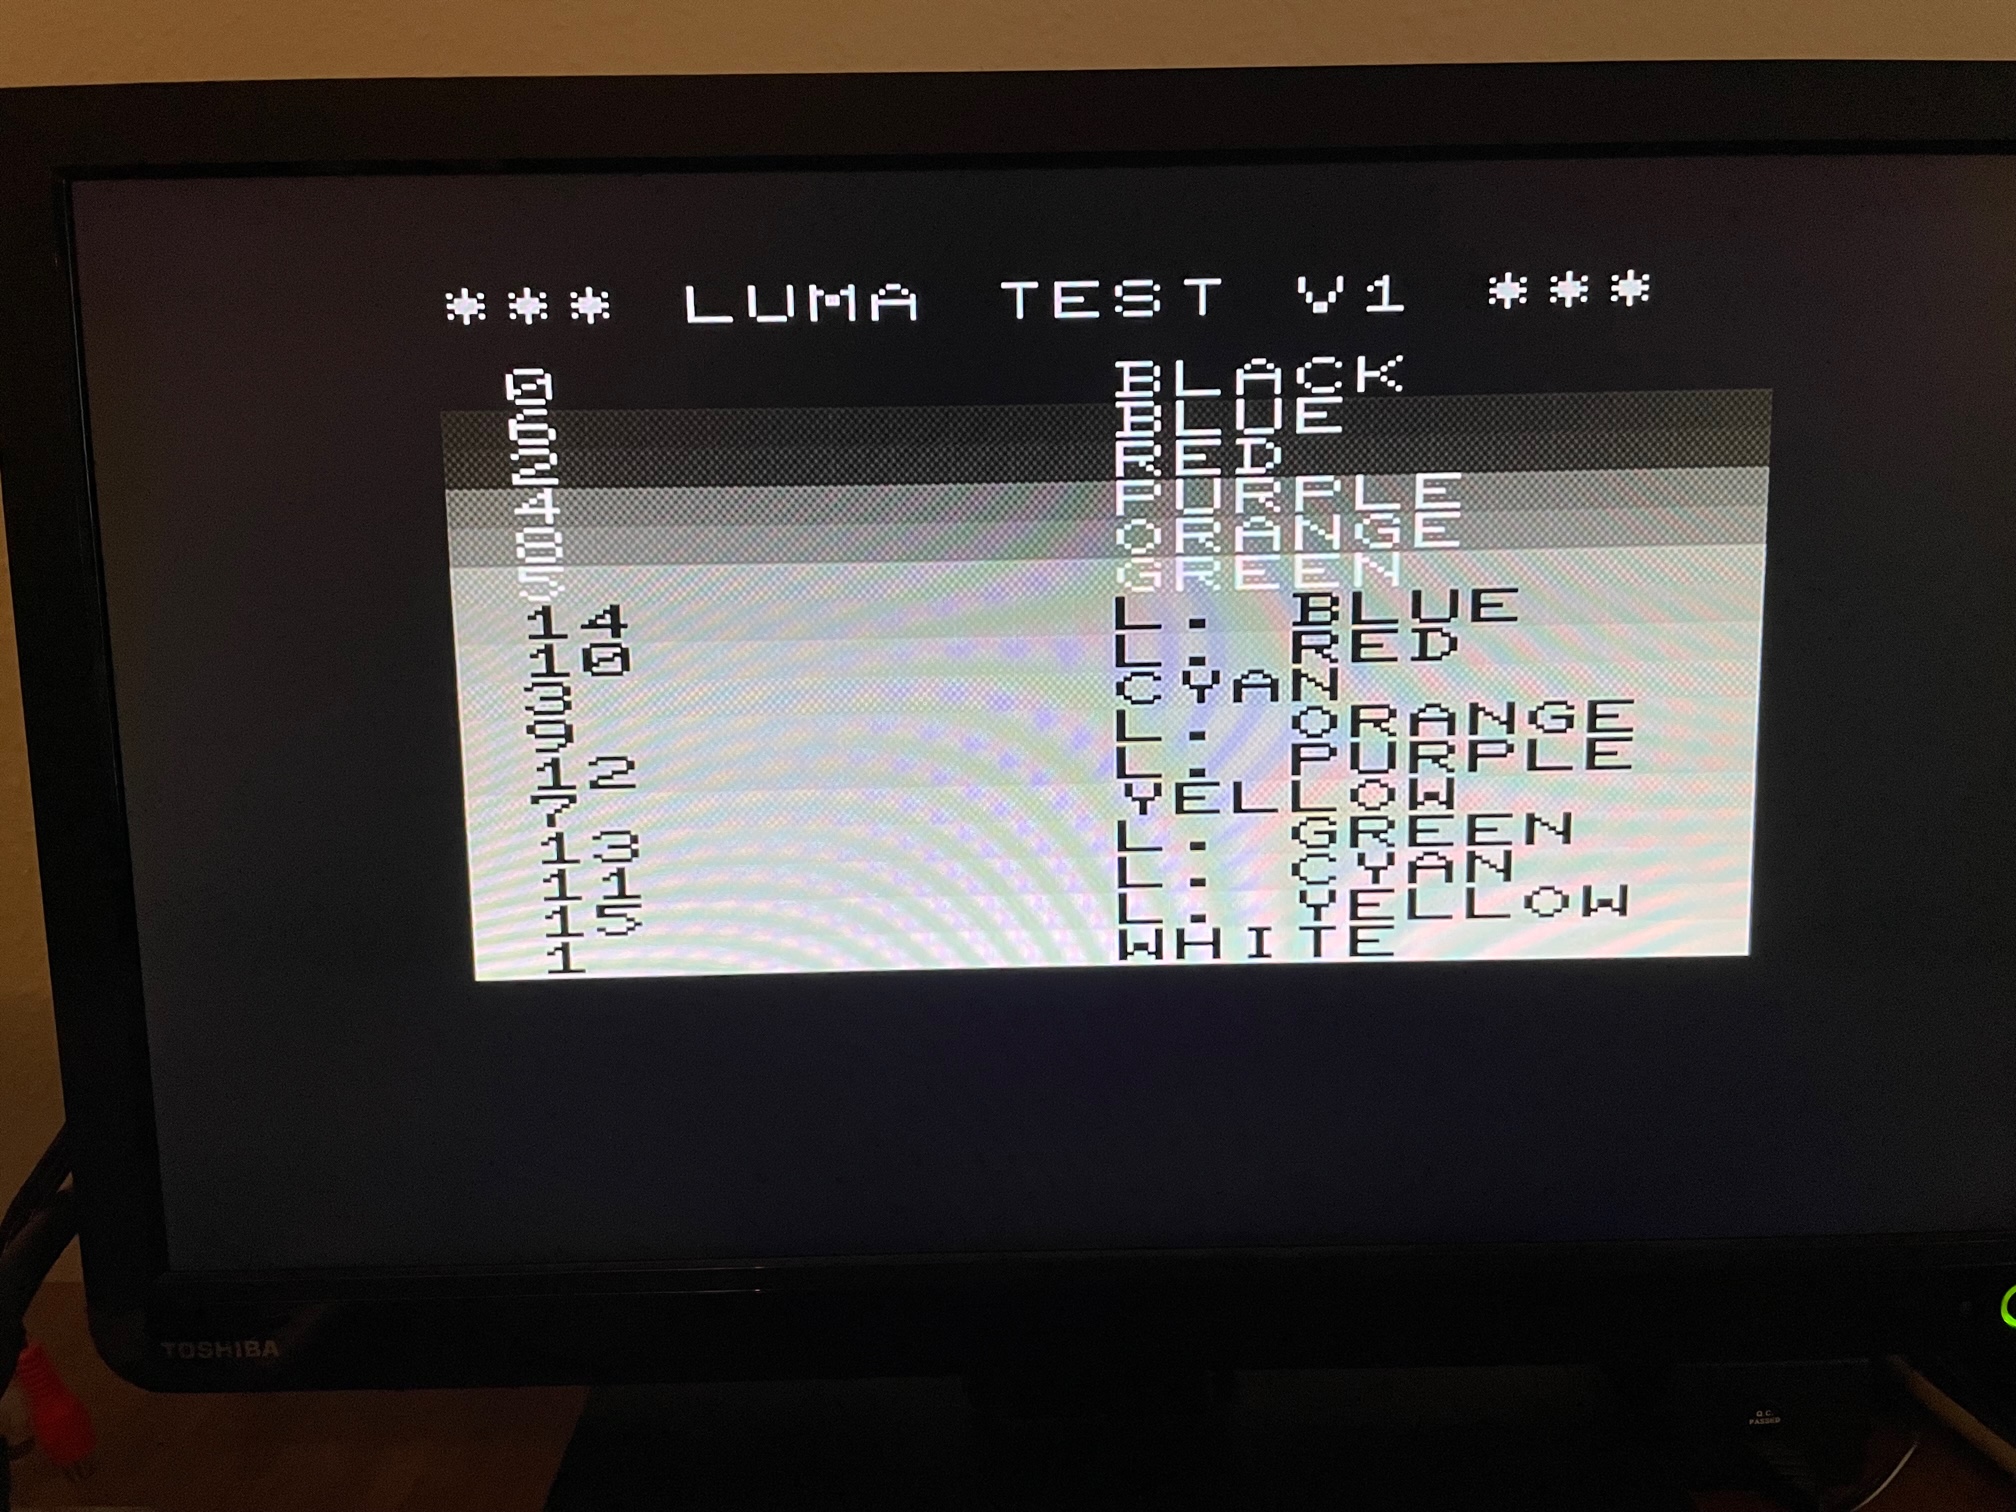 *** LUMA TEST V1 ***
0 BLACK
6 BLUE
2 RED
4 PURPLE
8 ORANGE
5 GREEN
14 L. BLUE
10 L. RED
3 CYAN
9 L. ORANGE
12 L. PURPLE
7 YELLOW
13 L. GREEN
11 L. CYAN
15 L. YELLOW
1 WHITE
TOSHIBA
Q.C.
PASSED